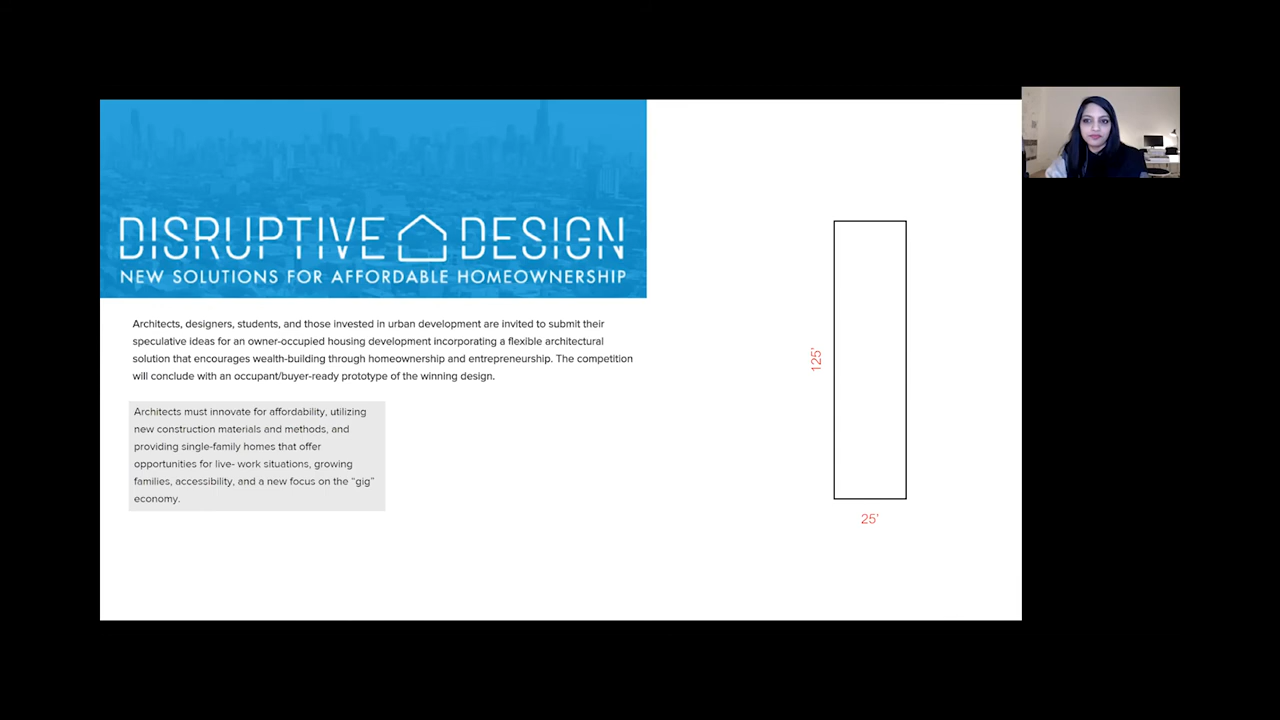 DISRUPTIVE DESIGN
NEW SOLUTIONS FOR AFFORDABLE HOMEOWNERSHIP
Architects, designers, students, and those invested in urban development are invited to submit their
speculative ideas for an owner-occupied housing development incorporating a flexible architectural
solution that encourages wealth-building through homeownership and entrepreneurship. The competition
will conclude with an occupant/buyer-ready prototype of the winning design.
Architects must innovate for affordability, utilizing
new construction materials and methods, and
providing single-family homes that offer
opportunities for live- work situations, growing
families, accessibility, and a new focus on the “gig”
economy.
125'
25'